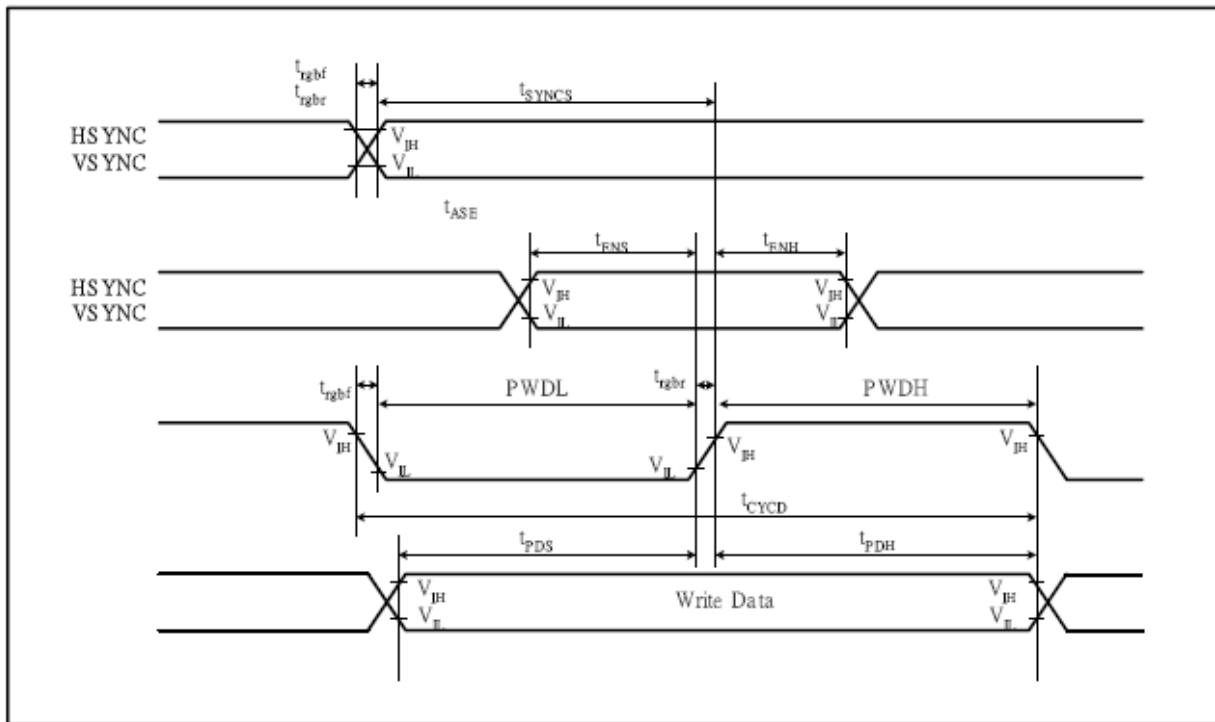 trgbf
trgbr
tSYNCS
HSYNC
VSYNC
VIH
VIL
tASE
tENS
tENH
HSYNC
VSYNC
VIH
VIL
VIH
VIL
trgbf
PWDL
trgbr
PWDH
VIH
VIL
VIL
VIH
VIH
tCYCD
tPDS
tPDH
VIH
VIL
Write Data
VIH
VIL